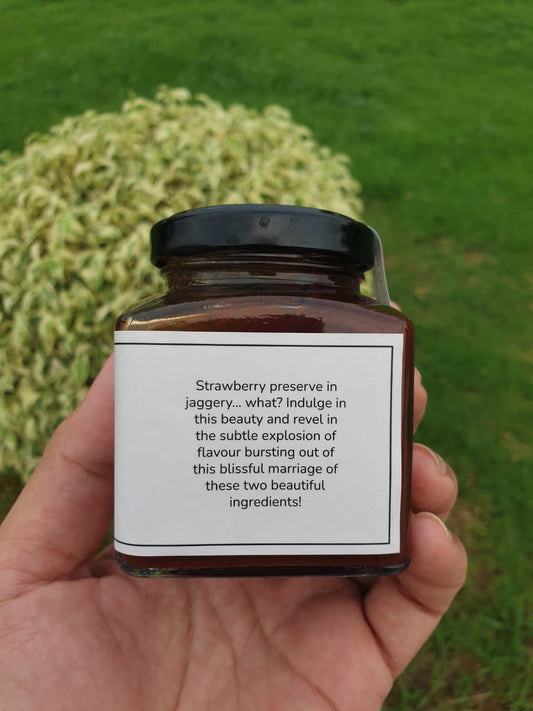 Strawberry preserve in
jaggery... what? Indulge in
this beauty and revel in
the subtle explosion of
flavour bursting out of
this blissful marriage of
these two beautiful
ingredients!